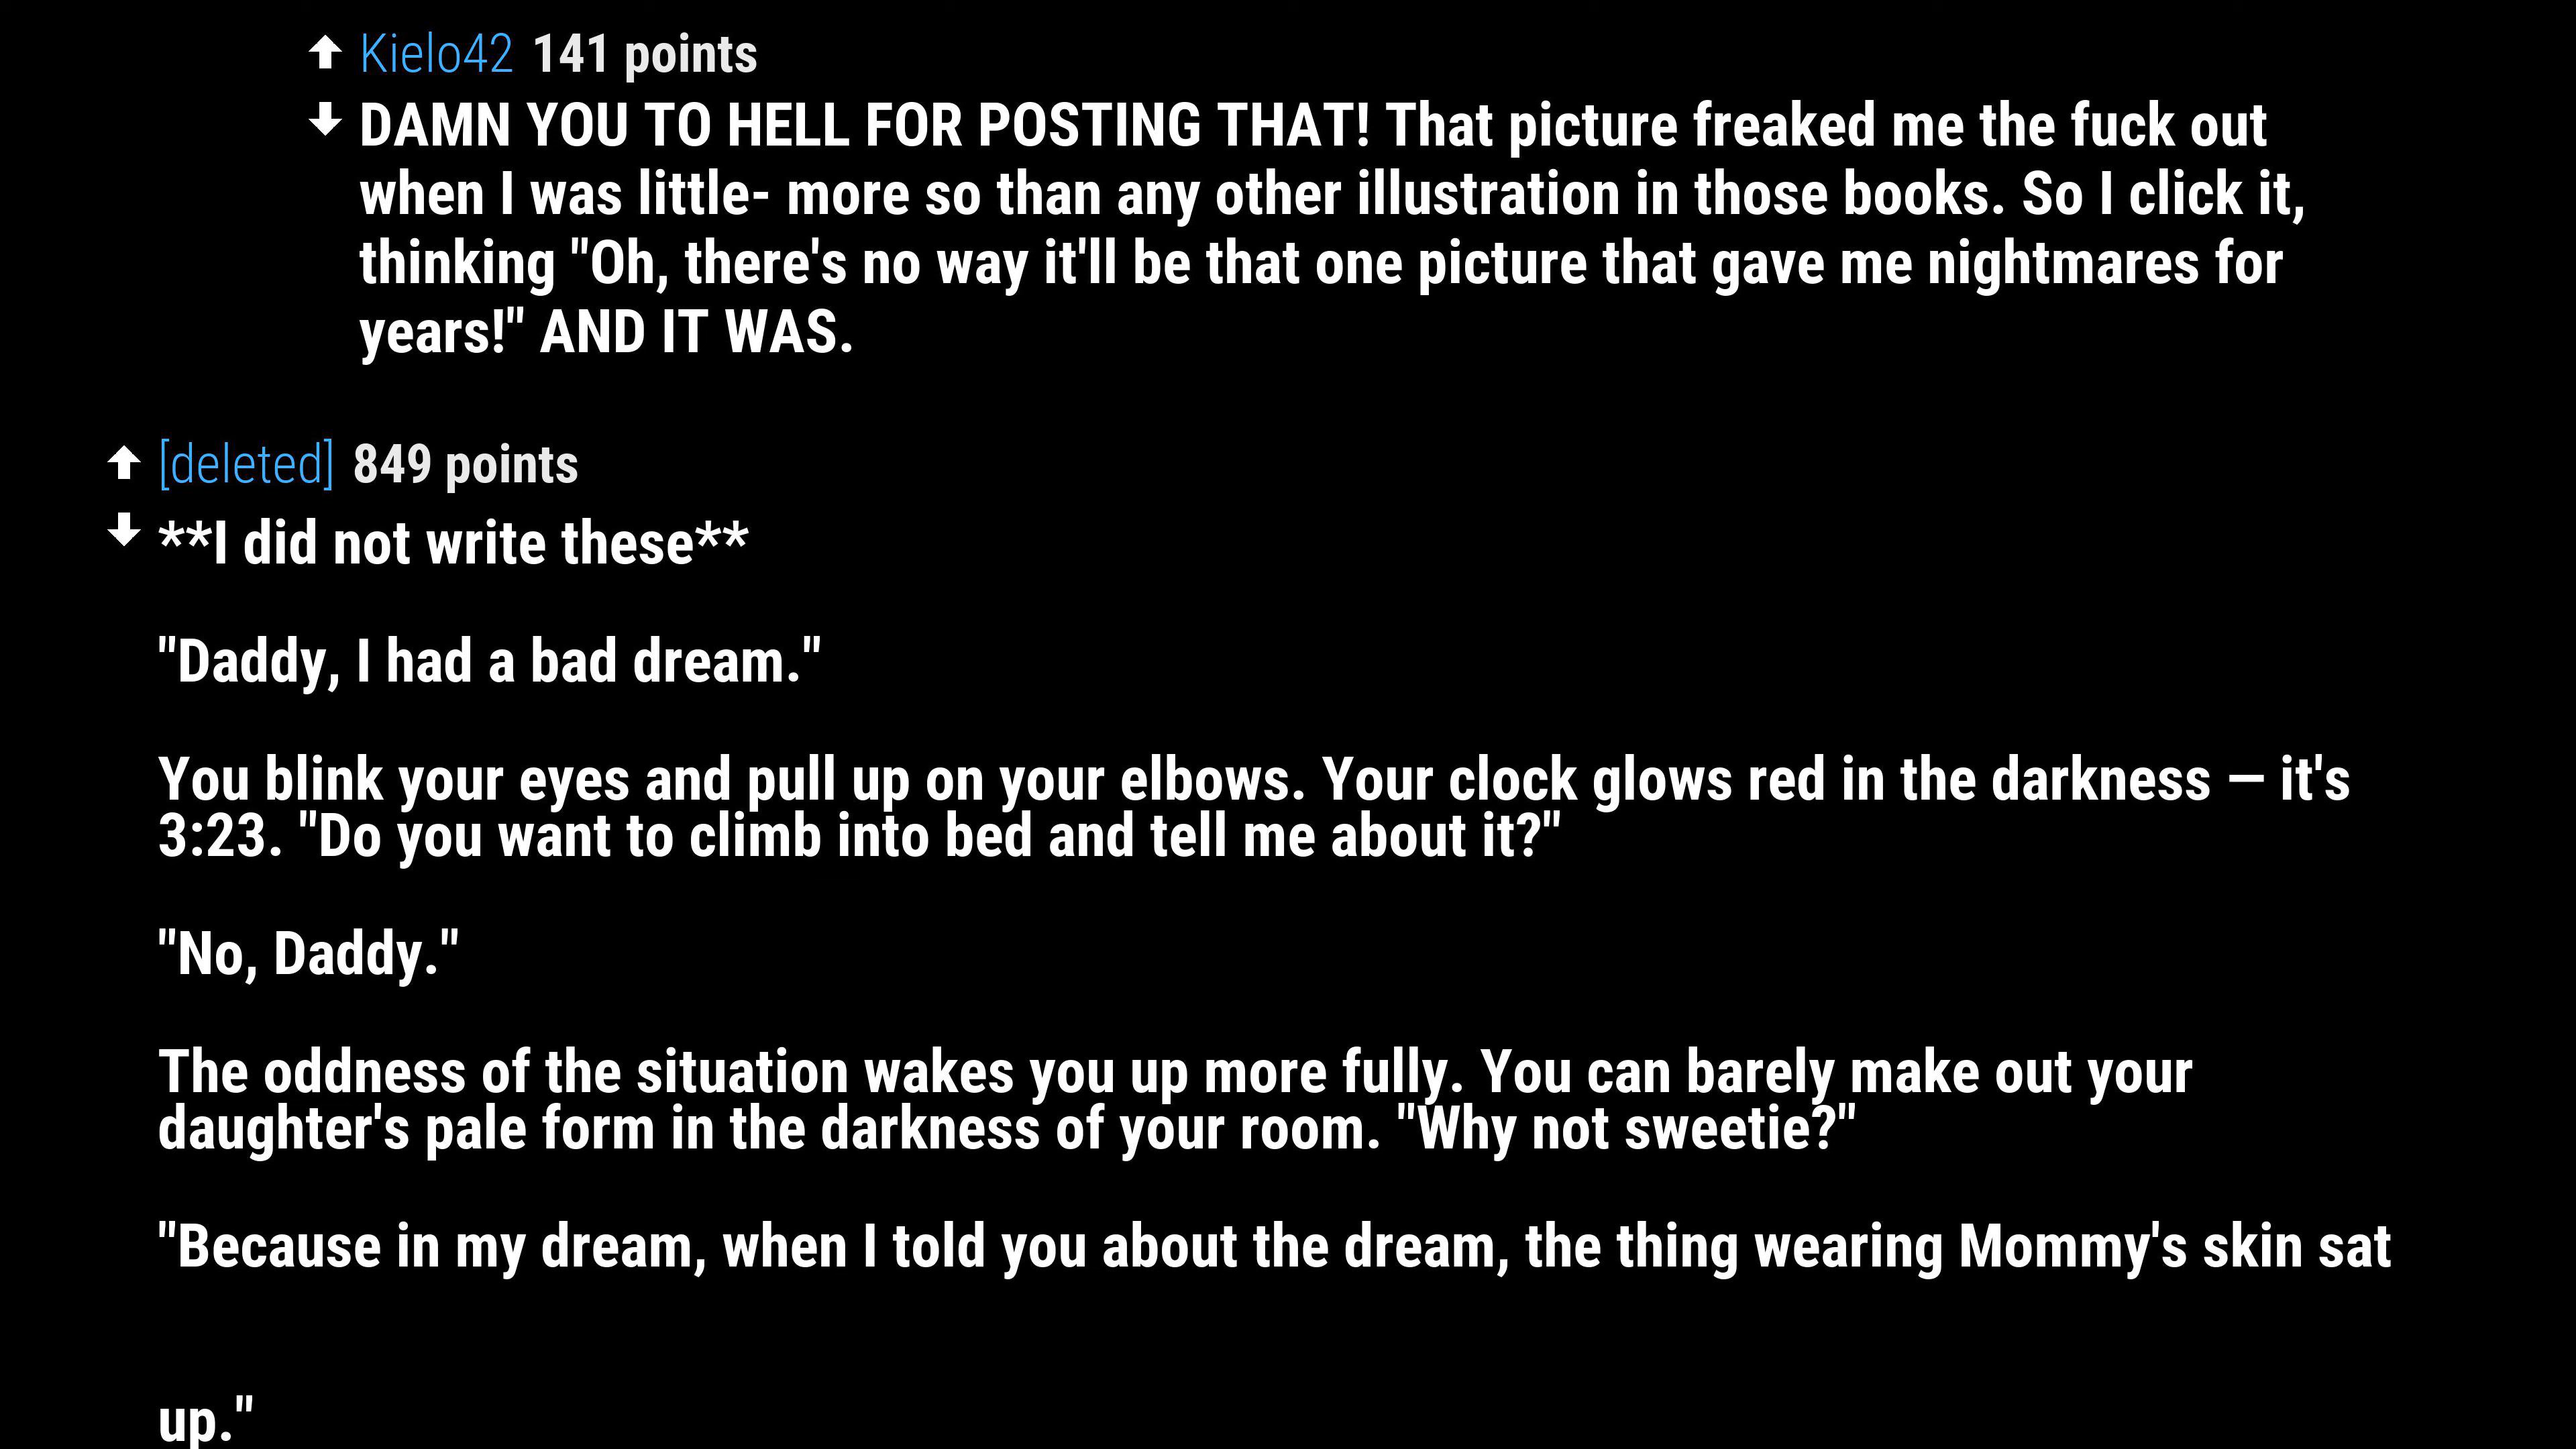 Kielo42 141 points
DAMN YOU TO HELL FOR POSTING THAT! That picture freaked me the fuck out
when I was little- more so than any other illustration in those books. So I click it,
thinking "Oh, there's no way it'll be that one picture that gave me nightmares for
years!" AND IT WAS.
[deleted] 849 points
**I did not write these**
"Daddy, I had a bad dream."
You blink your eyes and pull up on your elbows. Your clock glows red in the darkness — it's
3:23. "Do you want to climb into bed and tell me about it?"
"No, Daddy."
The oddness of the situation wakes you up more fully. You can barely make out your
daughter's pale form in the darkness of your room. "Why not sweetie?"
"Because in my dream, when I told you about the dream, the thing wearing Mommy's skin sat
up."